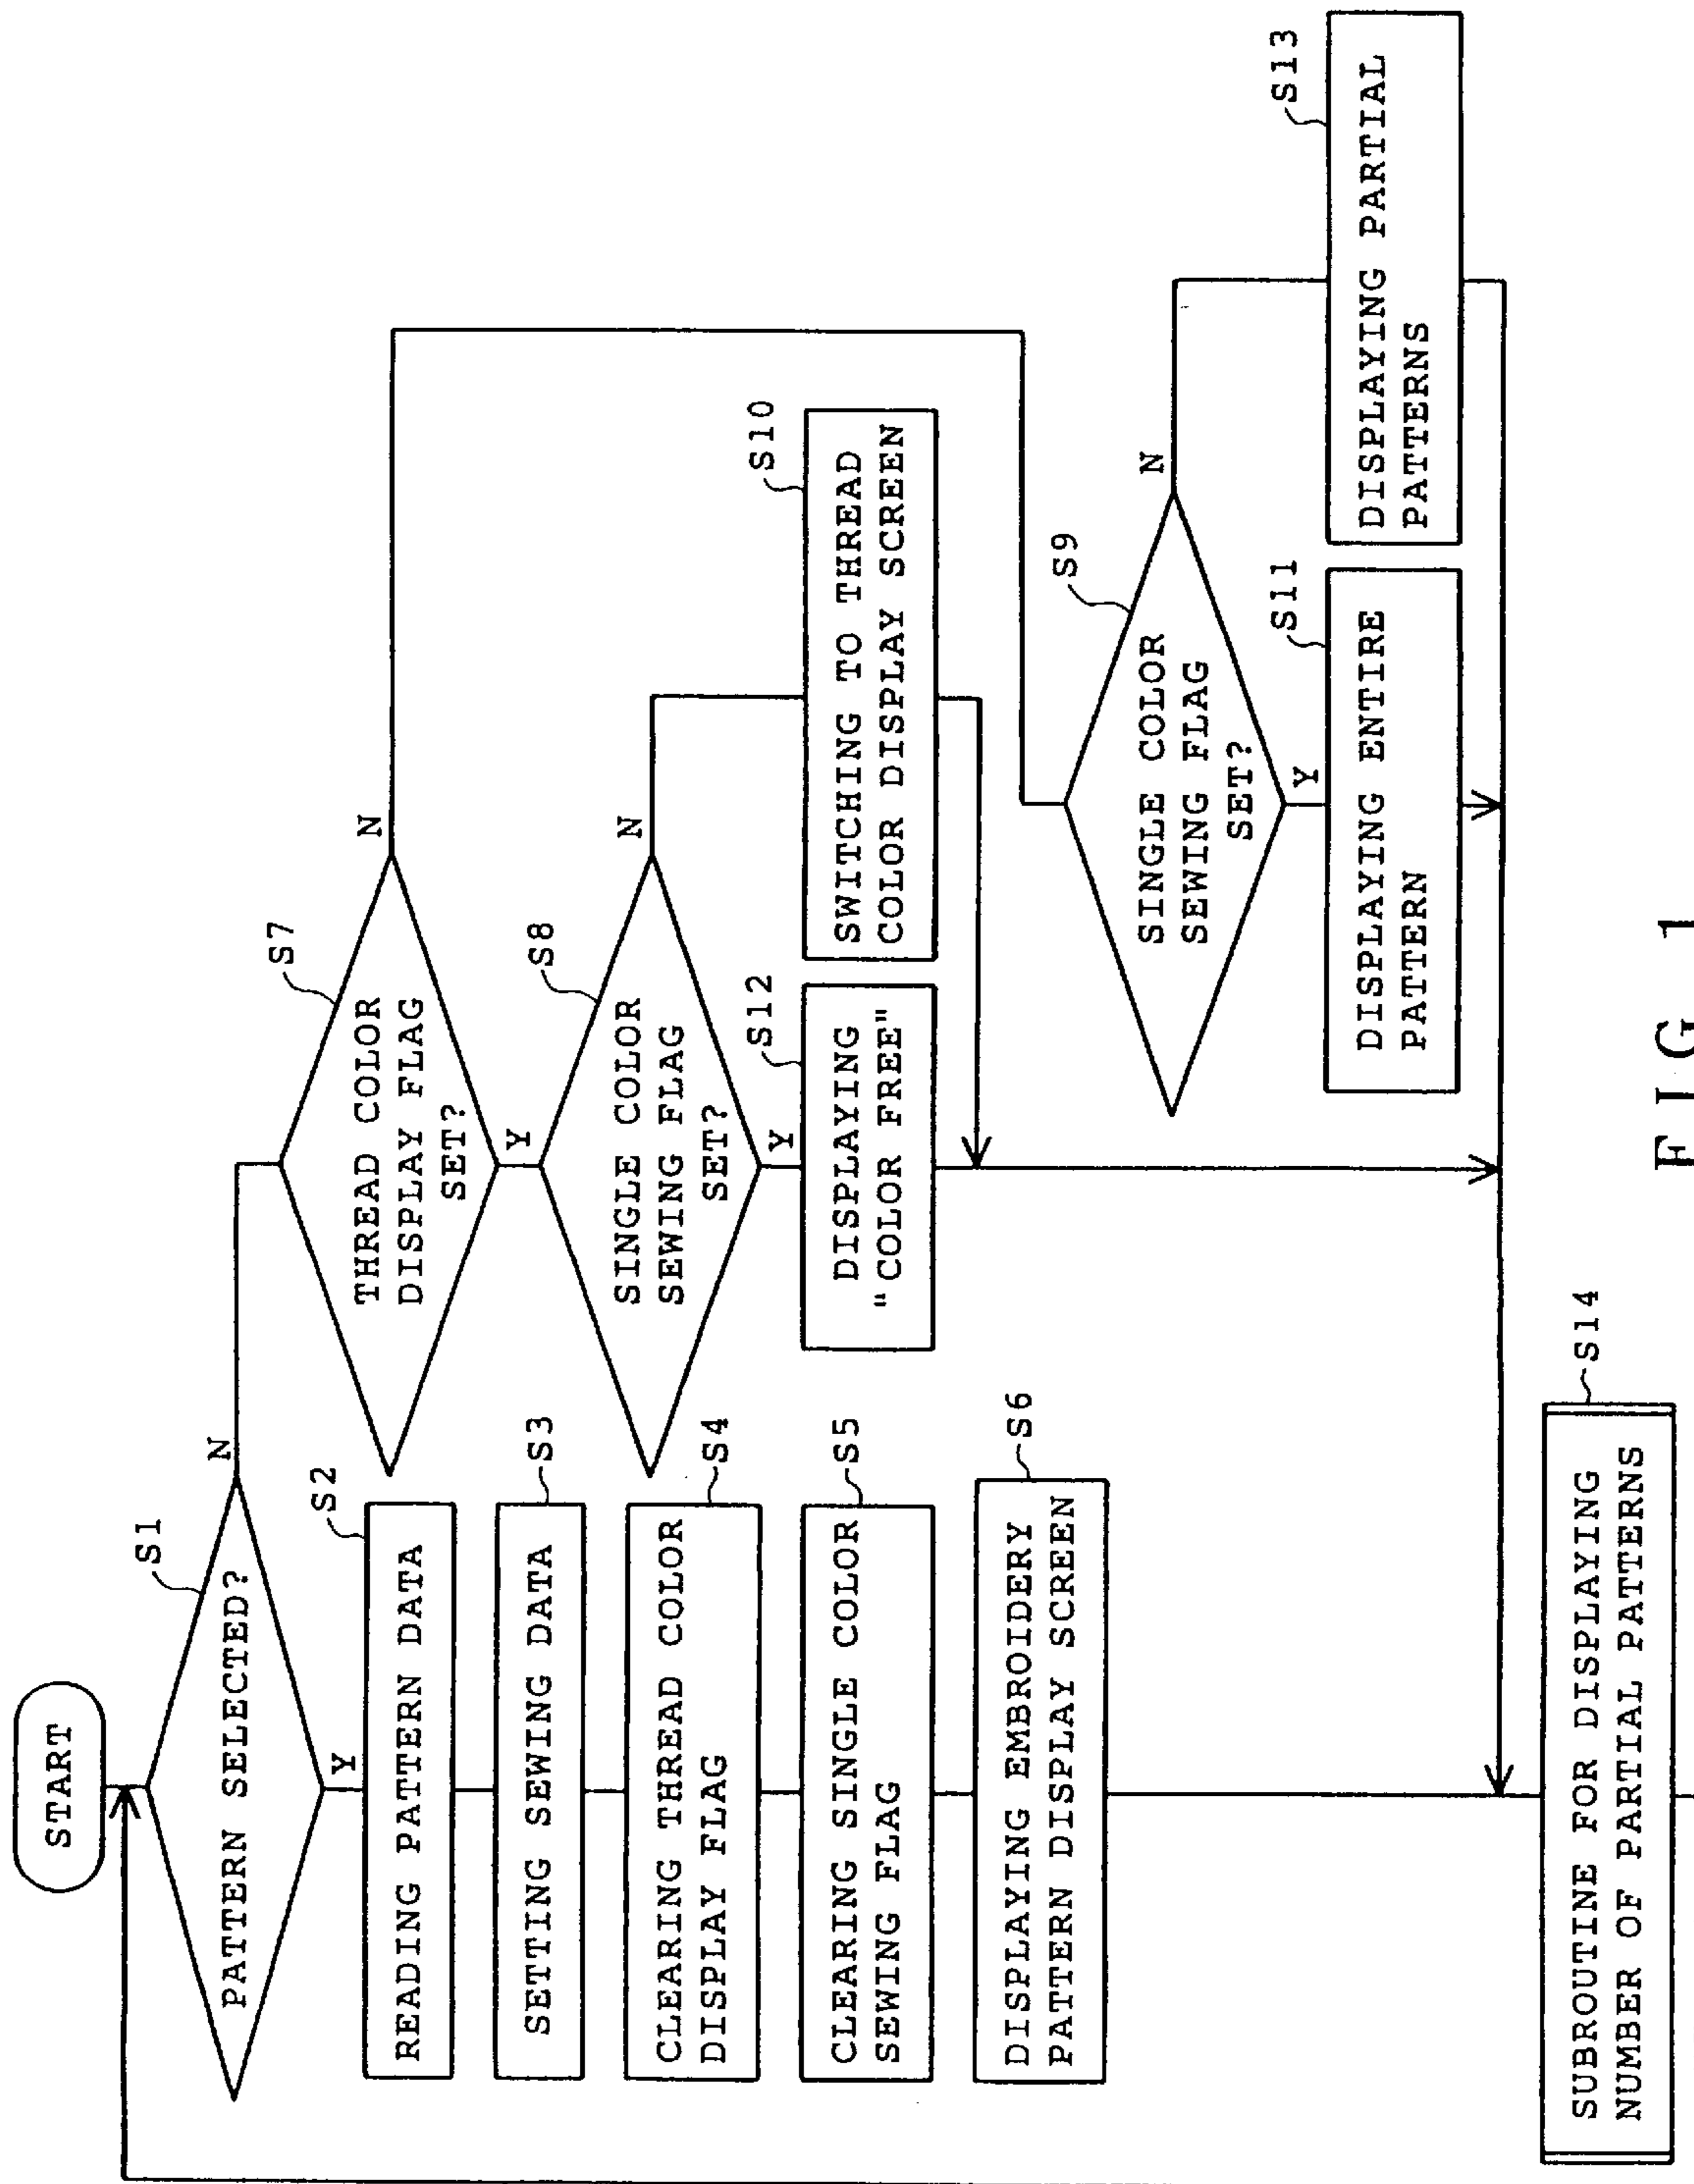 START
S1
PATTERN SELECTED?
N
Y
S2
READING PATTERN DATA
S3
SETTING SEWING DATA
S4
CLEARING THREAD COLOR
DISPLAY FLAG
S5
CLEARING SINGLE COLOR
SEWING FLAG
S6
DISPLAYING EMBROIDERY
PATTERN DISPLAY SCREEN
S7
THREAD COLOR
DISPLAY FLAG
SET?
N
Y
S8
SINGLE COLOR
SEWING FLAG
SET?
N
Y
S12
DISPLAYING
"COLOR FREE"
S10
SWITCHING TO THREAD
COLOR DISPLAY SCREEN
S9
SINGLE COLOR
SEWING FLAG
SET?
N
Y
S11
DISPLAYING ENTIRE
PATTERN
S13
DISPLAYING PARTIAL
PATTERNS
S14
SUBROUTINE FOR DISPLAYING
NUMBER OF PARTIAL PATTERNS
FIG 1